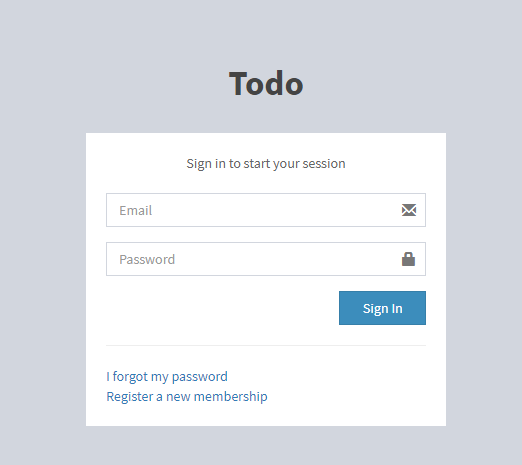 Todo
Sign in to start your session
Email
Password
Sign In
I forgot my password
Register a new membership